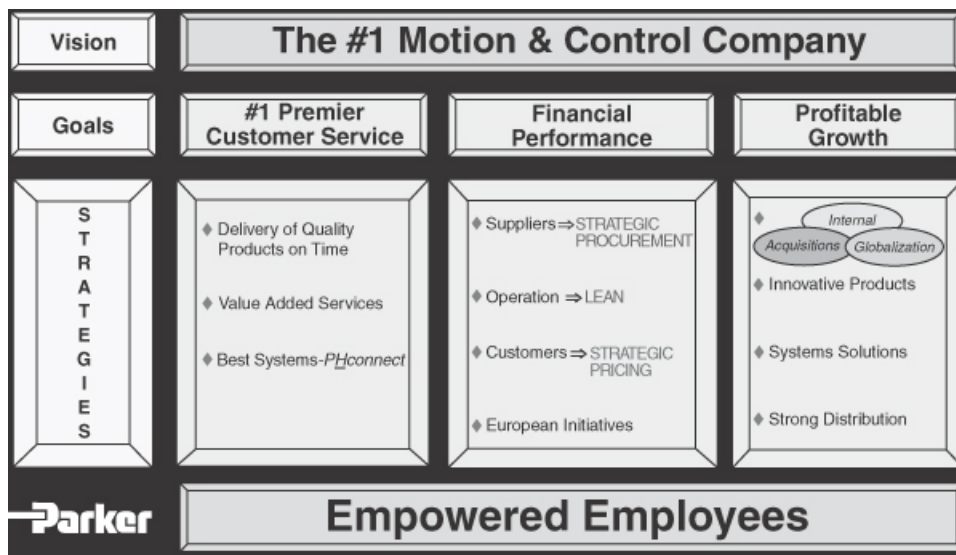 Vision
The #1 Motion & Control Company
Goals
#1 Premier
Customer Service
Financial
Performance
Profitable
Growth
STRATEGIES
Delivery of Quality
Products on Time
Value Added Services
Best Systems-PHconnect
Suppliers⇒STRATEGIC
PROCUREMENT
Operation ⇒LEAN
Customers⇒STRATEGIC
PRICING
European Initiatives
Internal
Acquisitions
Globalization
Innovative Products
Systems Solutions
Strong Distribution
Parker
Empowered Employees